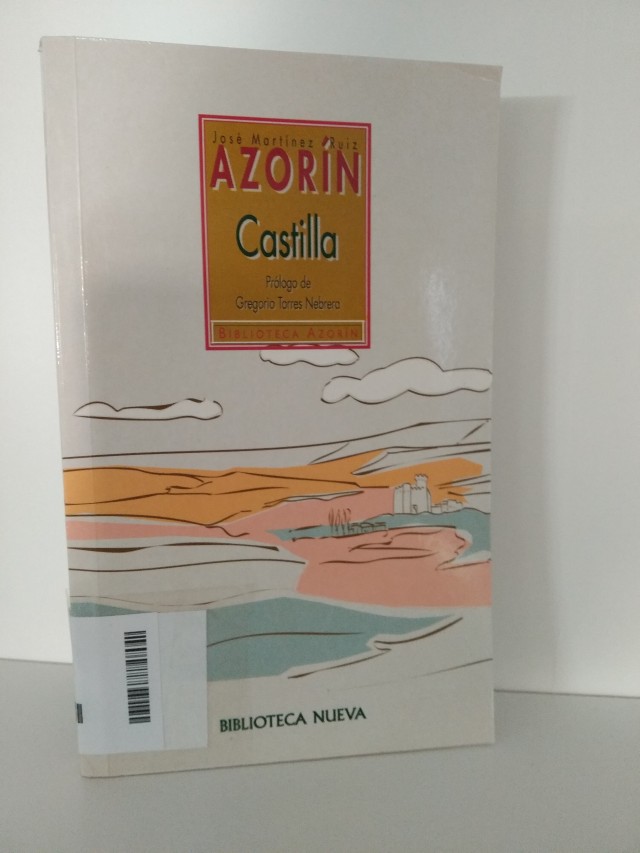 José Martínez Ruiz
AZORÍN
Castilla
Prólogo de
Gregorio Torres Nebrera
BIBLIOTECA AZORÍN
BIBLIOTECA NUEVA